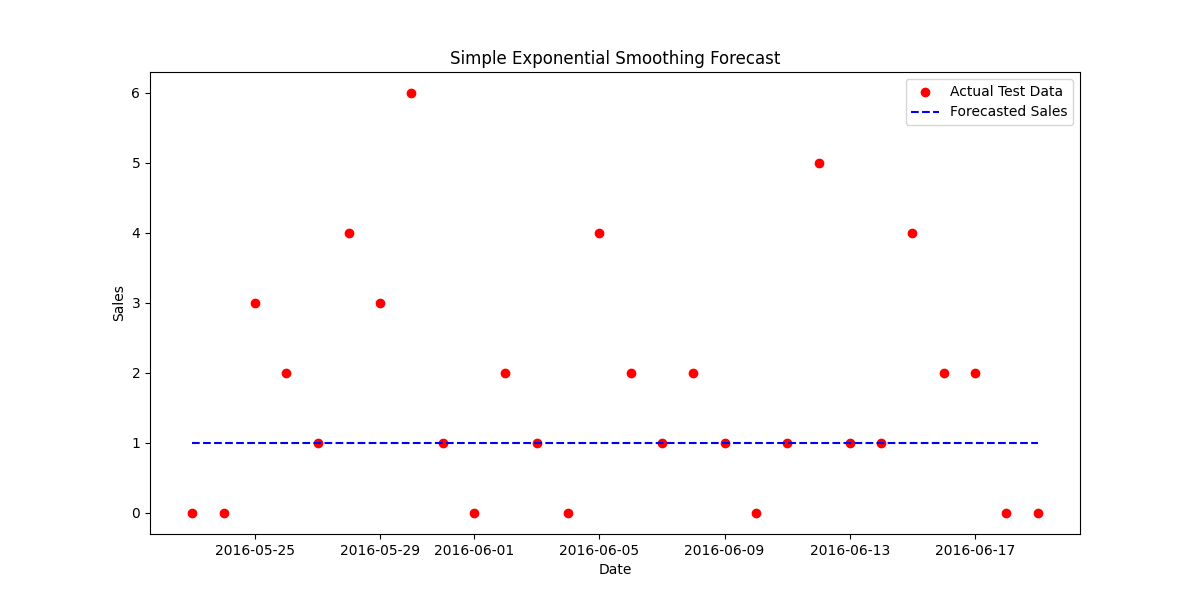 Simple Exponential Smoothing Forecast
Actual Test Data
Forecasted Sales
6
5
4
3
2
1
0
Sales
2016-05-25 2016-05-29 2016-06-01 2016-06-05 2016-06-09 2016-06-13 2016-06-17
Date